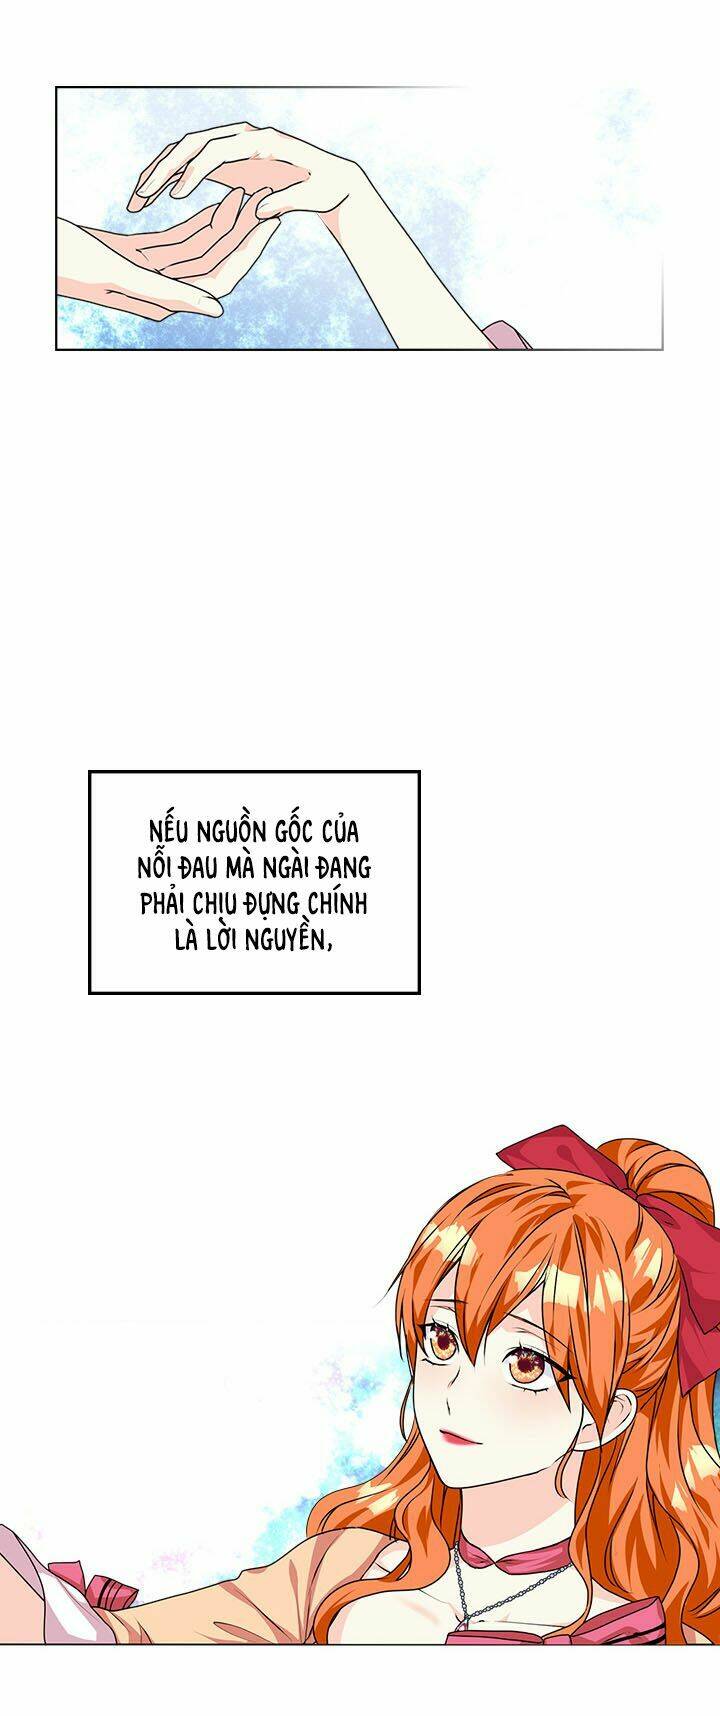 NẾU NGUỒN GỐC CỦA
NỖI ĐAU MÀ NGÀI ĐANG
PHẢI CHỊU ĐỰNG CHÍNH
LÀ LỜI NGUYỀN,